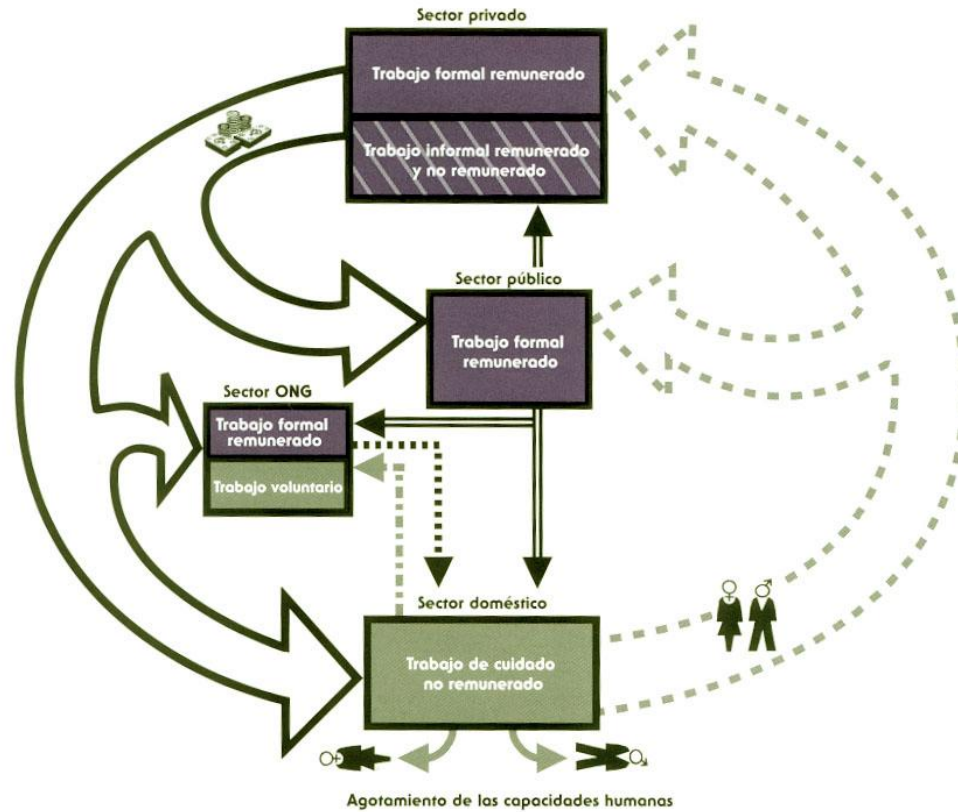 Sector privado
Trabajo formal remunerado
Trabajo informal remunerado
y no remunerado
Sector público
Trabajo formal
remunerado
Sector ONG
Trabajo formal
remunerado
Trabajo voluntario
Sector doméstico
Trabajo de cuidado
no remunerado
Agotamiento de las capacidades humanas